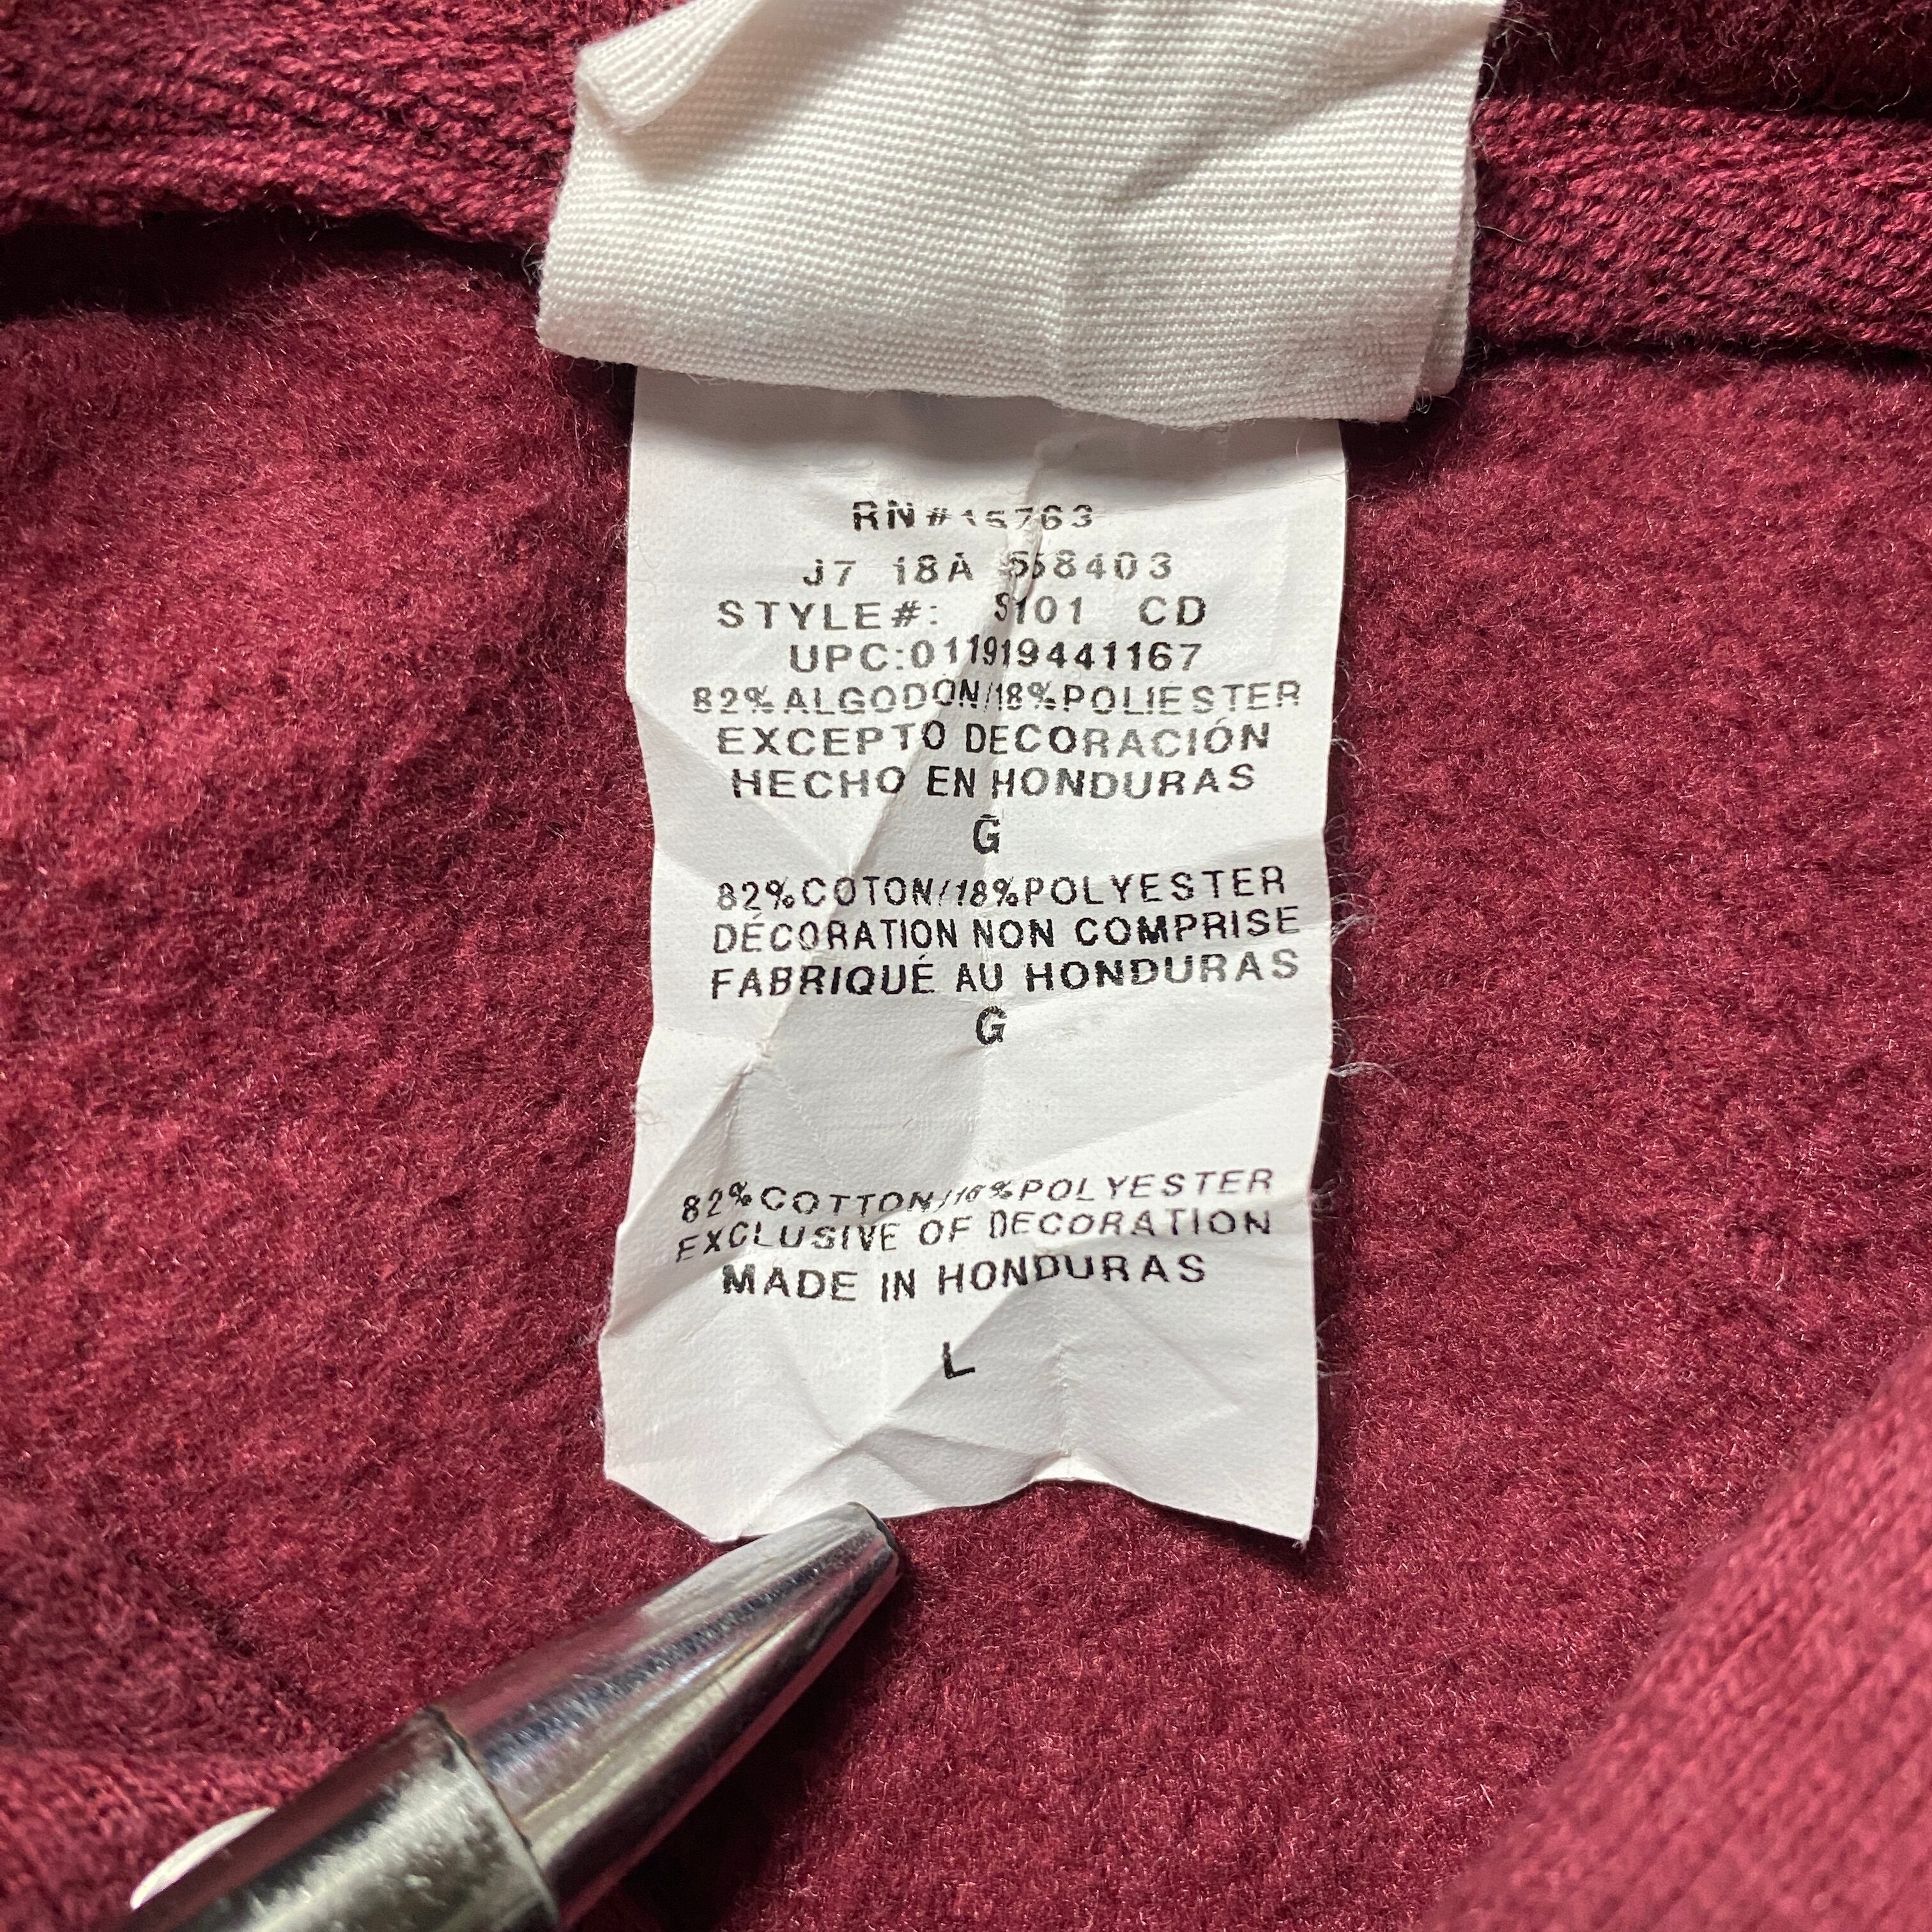 RN#15763
J7 18A 558403
STYLE#: S101 CD
UPC:011919441167
82%ALGODON/18%POLIESTER
EXCEPTO DECORACIÓN
HECHO EN HONDURAS
G
82%COTON/18%POLYESTER
DÉCORATION NON COMPRISE
FABRIQUÉ AU HONDURAS
G
82%COTTON/18%POLYESTER
EXCLUSIVE OF DECORATION
MADE IN HONDURAS
L